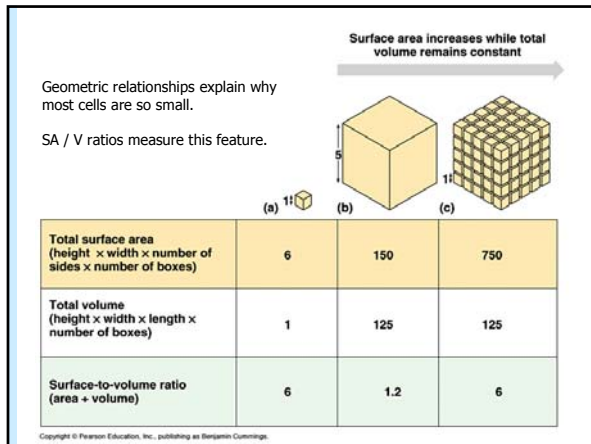 Surface area increases while total
volume remains constant
Geometric relationships explain why
most cells are so small.
SA / V ratios measure this feature.
5
1
1
(a) (b) (c)
Total surface area
(height × width × number of
sides × number of boxes)
6 150 750
Total volume
(height × width × length ×
number of boxes)
1 125 125
Surface-to-volume ratio
(area + volume)
6 1.2 6
Copyright © Pearson Education, Inc., publishing as Benjamin Cummings.